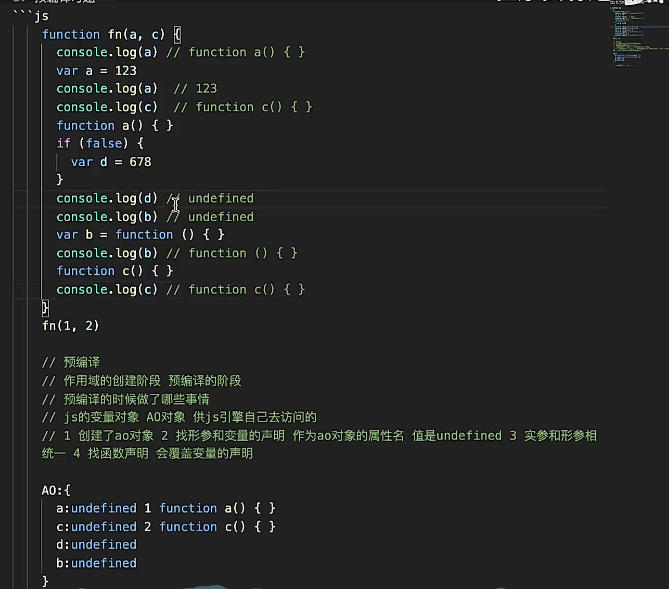 ```js
function fn(a, c) {
console.log(a) // function a() { }
var a = 123
console.log(a)  // 123
console.log(c)  // function c() { }
function a() { }
if (false) {
var d = 678
}
console.log(d) // undefined
console.log(b) // undefined
var b = function () { }
console.log(b) // function () { }
function c() { }
console.log(c) // function c() { }
}
fn(1, 2)
// 预编译
// 作用域的创建阶段 预编译的阶段
// 预编译的时候做了哪些事情
// js的变量对象 AO对象 供js引擎自己去访问的
// 1 创建了ao对象 2 找形参和变量的声明 作为ao对象的属性名 值是undefined 3 实参和形参相
统一 4 找函数声明 会覆盖变量的声明
AO:{
a:undefined 1 function a() { }
c:undefined 2 function c() { }
d:undefined
b:undefined
}